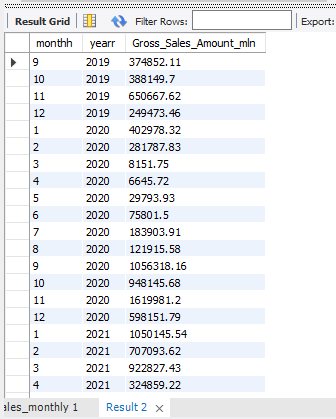 Result Grid Filter Rows: Export:
monthh yearr Gross_Sales_Amount_mln
9 2019 374852.11
10 2019 388149.7
11 2019 650667.62
12 2019 249473.46
1 2020 402978.32
2 2020 281787.83
3 2020 8151.75
4 2020 6645.72
5 2020 29793.93
6 2020 75801.5
7 2020 183903.91
8 2020 121915.58
9 2020 1056318.16
10 2020 948145.68
11 2020 1619981.2
12 2020 598151.79
1 2021 1050145.54
2 2021 707093.62
3 2021 922827.43
4 2021 324859.22
ales_monthly 1 Result 2